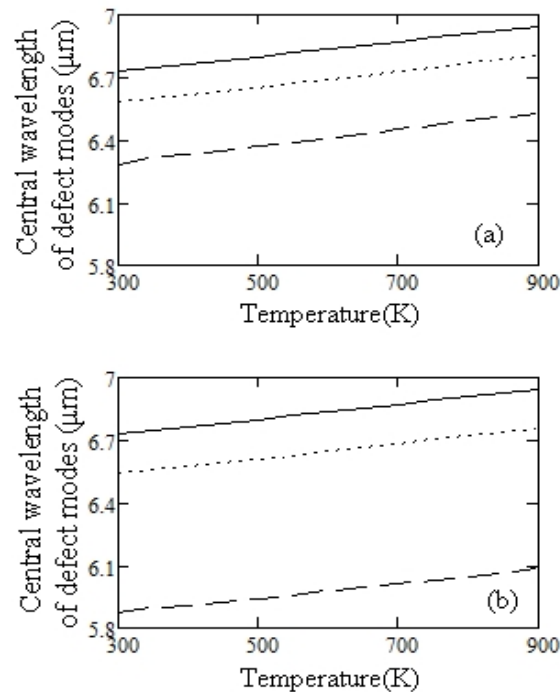 Central wavelength
of defect modes (μm)
7
6.7
6.4
6.1
5.8
300
500
700
900
(a)
Temperature(K)
Central wavelength
of defect modes (μm)
7
6.7
6.4
6.1
5.8
300
500
700
900
(b)
Temperature(K)